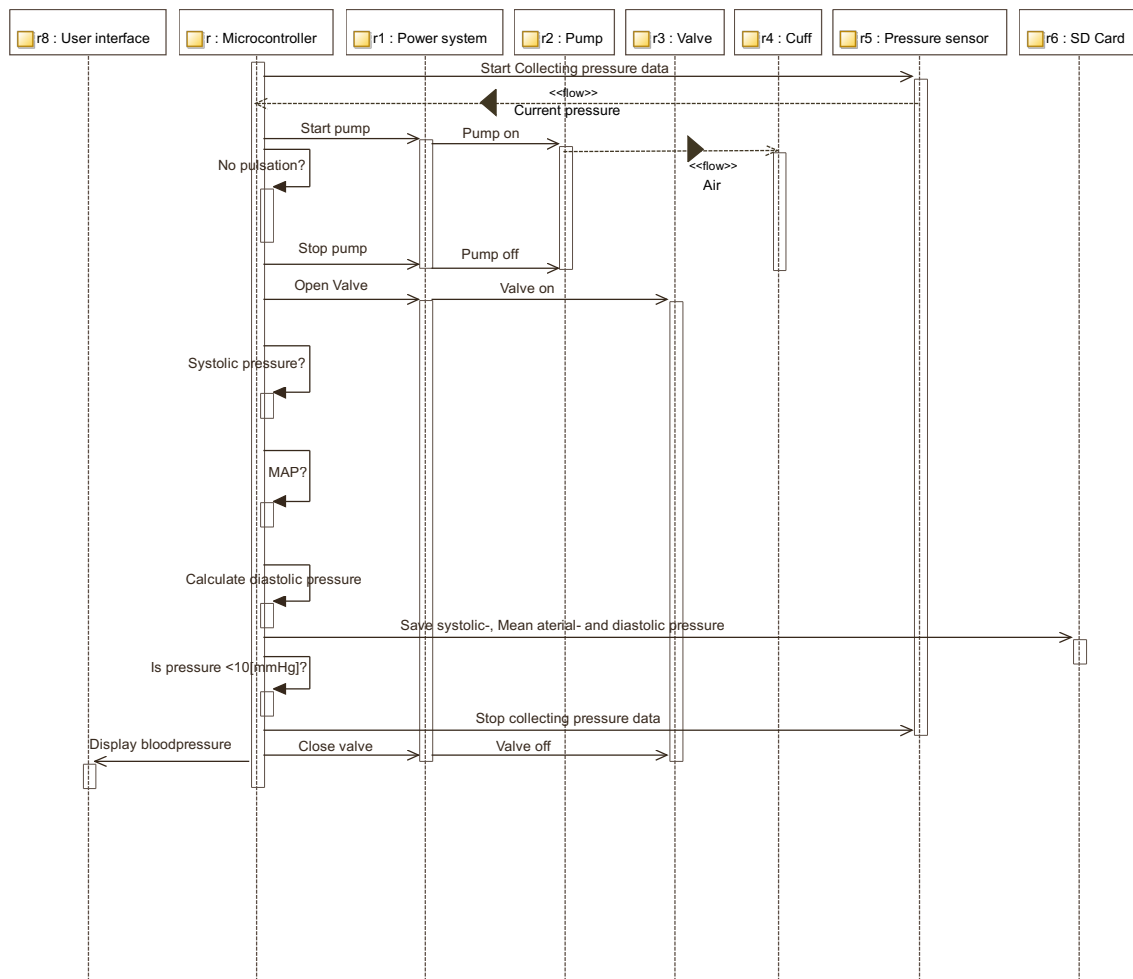 r8 : User interface
r : Microcontroller
r1 : Power system
r2 : Pump
r3 : Valve
r4 : Cuff
r5 : Pressure sensor
r6 : SD Card
Start Collecting pressure data
<<flow>>
Current pressure
Start pump
Pump on
No pulsation?
<<flow>>
Air
Stop pump
Pump off
Open Valve
Valve on
Systolic pressure?
MAP?
Calculate diastolic pressure
Save systolic-, Mean aterial- and diastolic pressure
Is pressure <10[mmHg]?
Stop collecting pressure data
Display bloodpressure
Close valve
Valve off